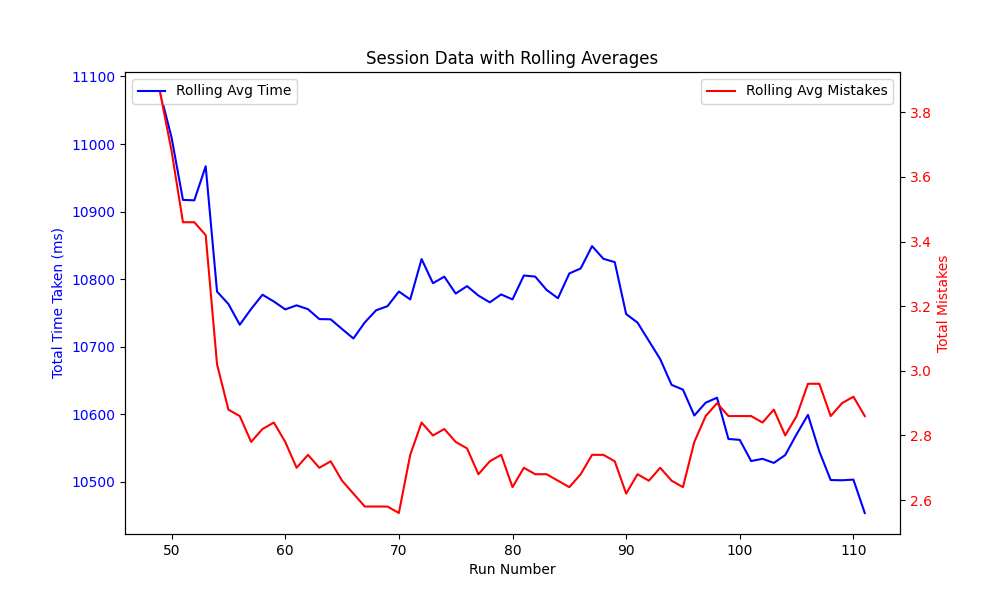 Session Data with Rolling Averages
Rolling Avg Time
Rolling Avg Mistakes
Total Time Taken (ms)
11100
11000
10900
10800
10700
10600
10500
3.8
3.6
3.4
3.2
3.0
2.8
2.6
Total Mistakes
50 60 70 80 90 100 110
Run Number